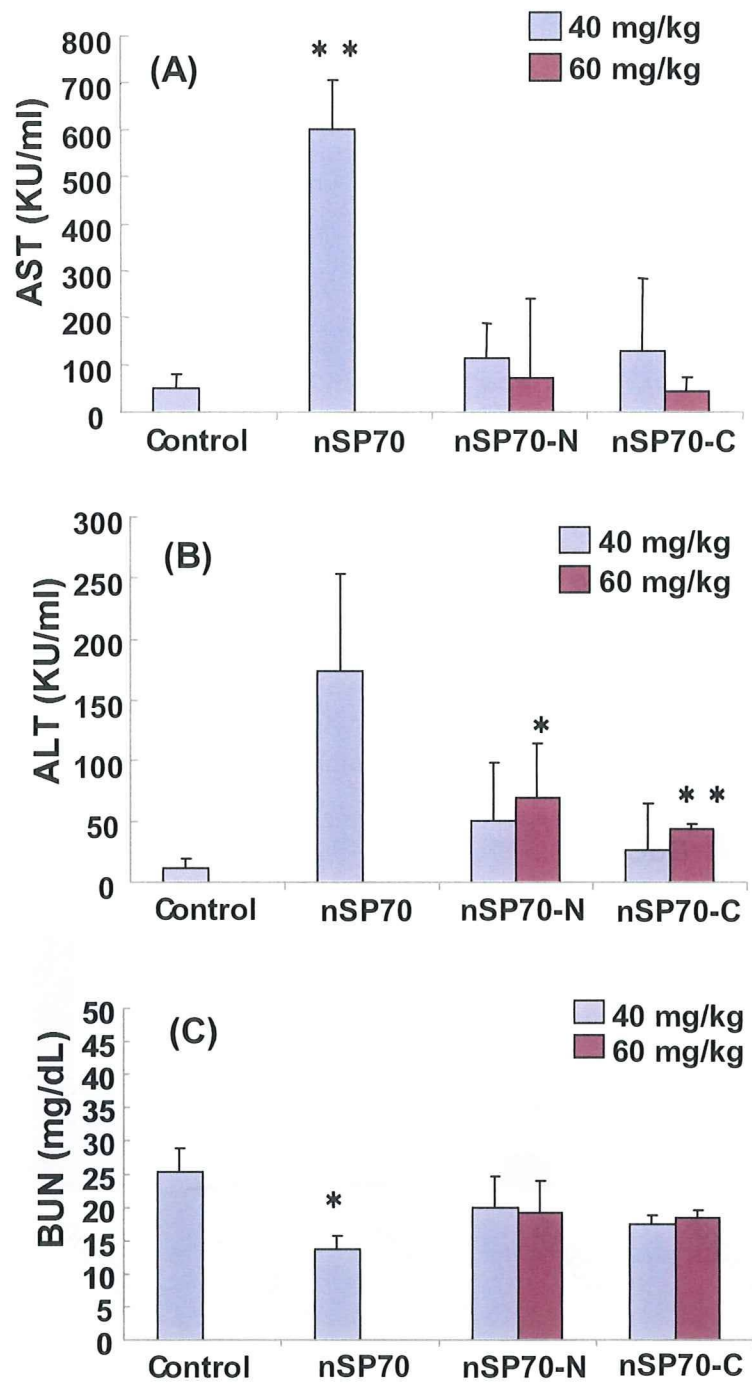 (A)
40 mg/kg
60 mg/kg
* *
AST (KU/ml)
800
700
600
500
400
300
200
100
0
Control nSP70 nSP70-N nSP70-C
(B)
40 mg/kg
60 mg/kg
*
* *
ALT (KU/ml)
300
250
200
150
100
50
0
Control nSP70 nSP70-N nSP70-C
(C)
40 mg/kg
60 mg/kg
*
BUN (mg/dL)
50
45
40
35
30
25
20
15
10
5
0
Control nSP70 nSP70-N nSP70-C